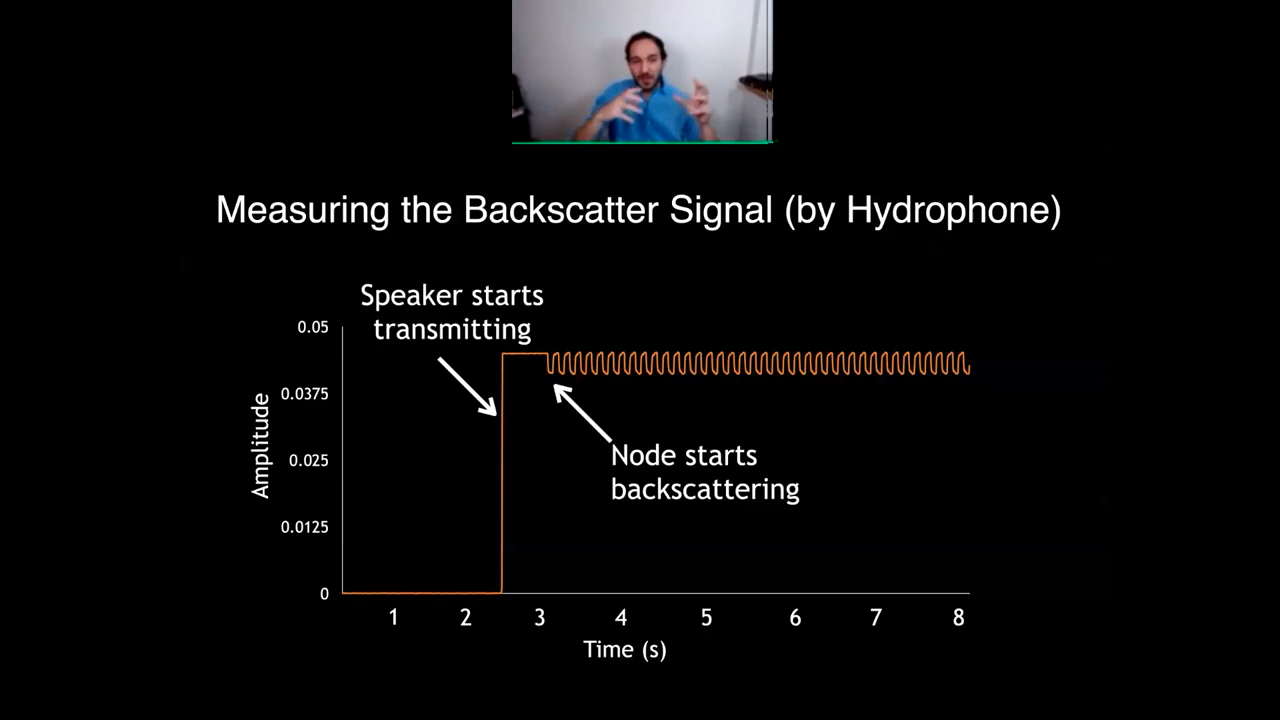 Measuring the Backscatter Signal (by Hydrophone)
Speaker starts
transmitting
0.05
0.0375
0.025
0.0125
0
Amplitude
Node starts
backscattering
1 2 3 4 5 6 7 8
Time (s)